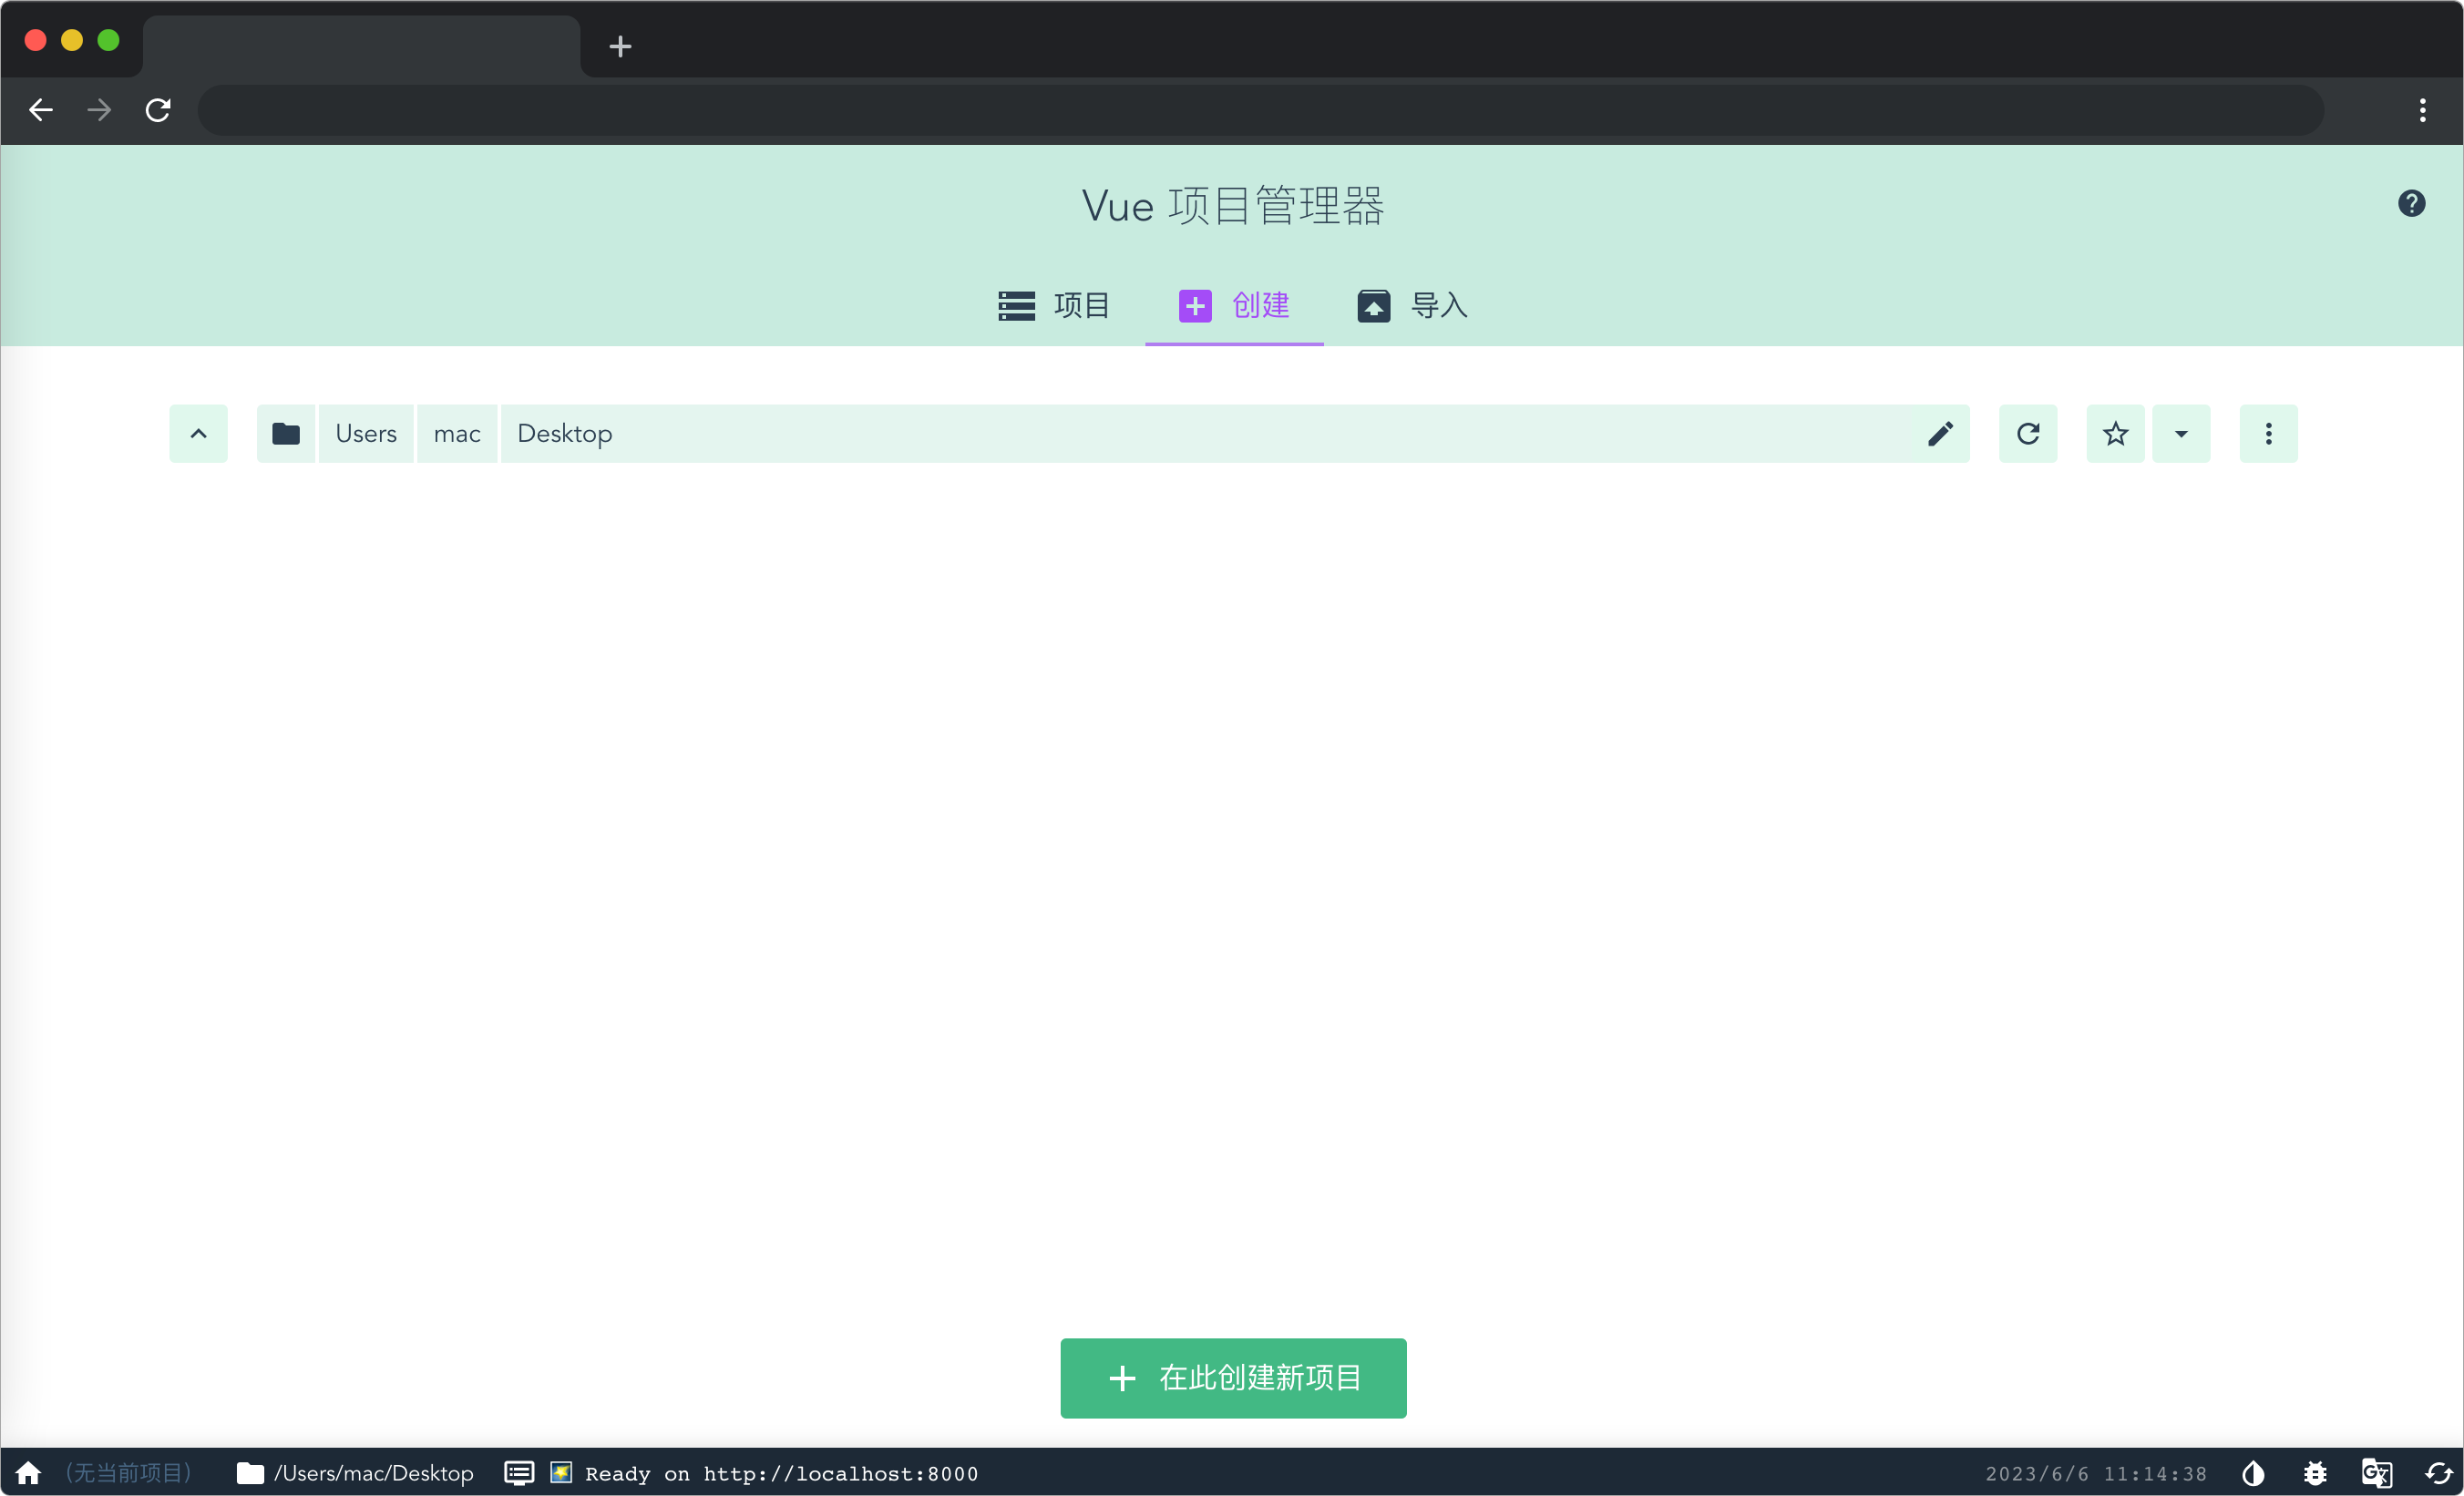 Vue 项目管理器
项目 创建 导入
Users mac Desktop
在此创建新项目
(无当前项目) /Users/mac/Desktop Ready on http://localhost:8000 2023/6/6 11:14:38